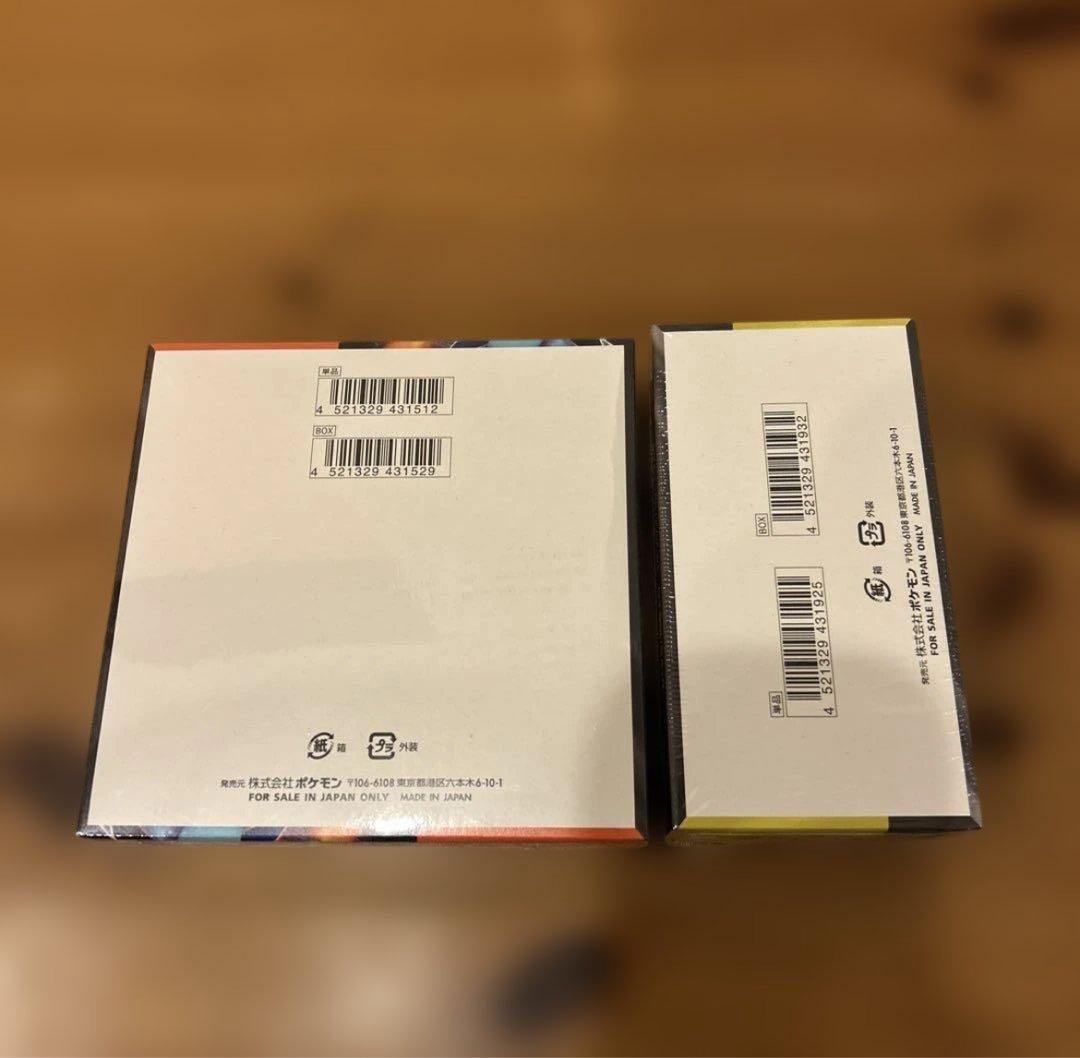 単品
4 521329 431512
BOX
4 521329 431529
紙 箱 プラ 外装
発売元 株式会社ポケモン 〒106-6108 東京都港区六本木6-10-1
FOR SALE IN JAPAN ONLY MADE IN JAPAN
BOX
4 521329 431932
単品
4 521329 431925
紙 箱 プラ 外装
発売元 株式会社ポケモン 〒106-6108 東京都港区六本木6-10-1
FOR SALE IN JAPAN ONLY MADE IN JAPAN